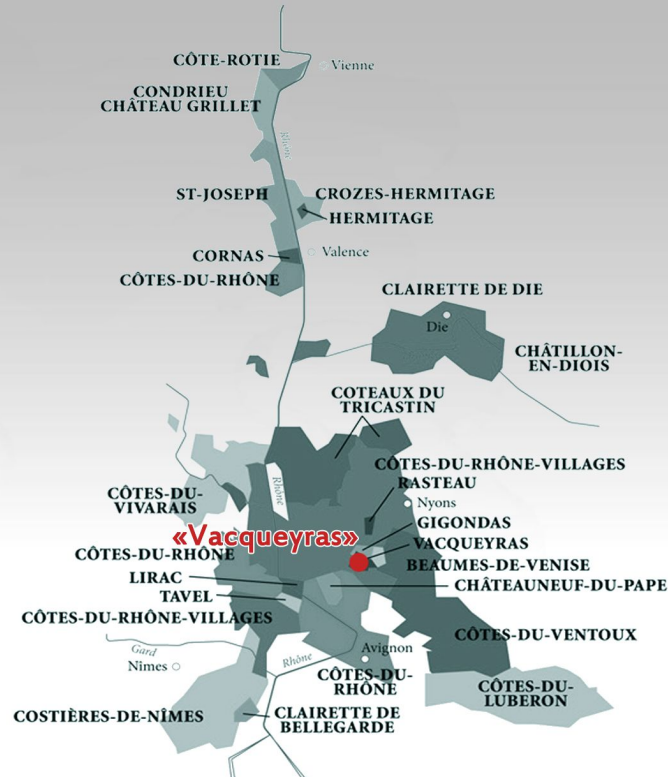 CÔTE-ROTIE
Vienne
CONDRIEU
CHÂTEAU GRILLET
Rhône
ST-JOSEPH
CROZES-HERMITAGE
HERMITAGE
CORNAS
Valence
CÔTES-DU-RHÔNE
CLAIRETTE DE DIE
Die
CHÂTILLON-
EN-DIOIS
COTEAUX DU
TRICASTIN
CÔTES-DU-RHÔNE-VILLAGES
RASTEAU
Rhône
CÔTES-DU-
VIVARAIS
Nyons
GIGONDAS
«Vacqueyras»
VACQUEYRAS
CÔTES-DU-RHÔNE
BEAUMES-DE-VENISE
LIRAC
CHÂTEAUNEUF-DU-PAPE
TAVEL
CÔTES-DU-RHÔNE-VILLAGES
CÔTES-DU-VENTOUX
Gard
Avignon
Rhône
Nîmes
CÔTES-DU-
RHÔNE
CÔTES-DU-
LUBERON
COSTIÈRES-DE-NÎMES
CLAIRETTE DE
BELLEGARDE